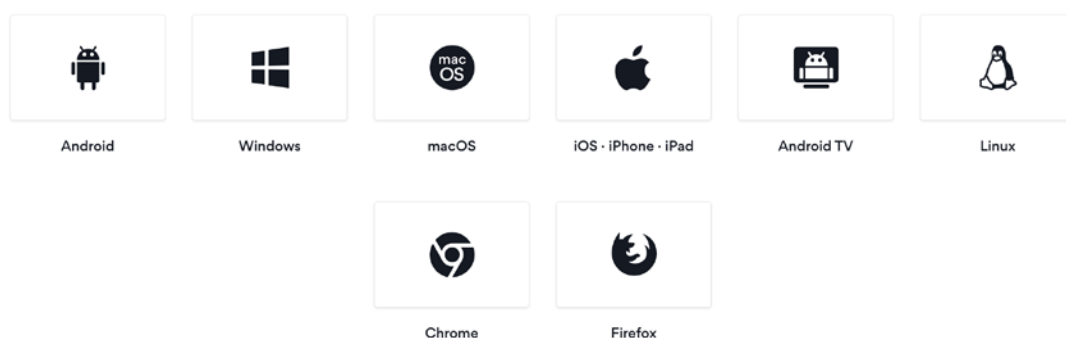 mac
OS
Android Windows macOS iOS · iPhone · iPad Android TV Linux
Chrome Firefox